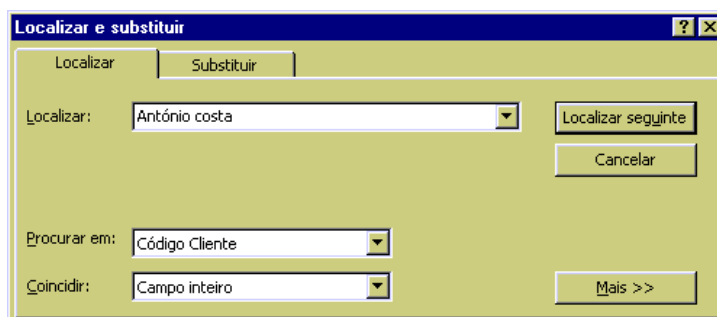 Localizar e substituir
Localizar Substituir
Localizar: António costa Localizar seguinte
Cancelar
Procurar em: Código Cliente
Coincidir: Campo inteiro Mais >>